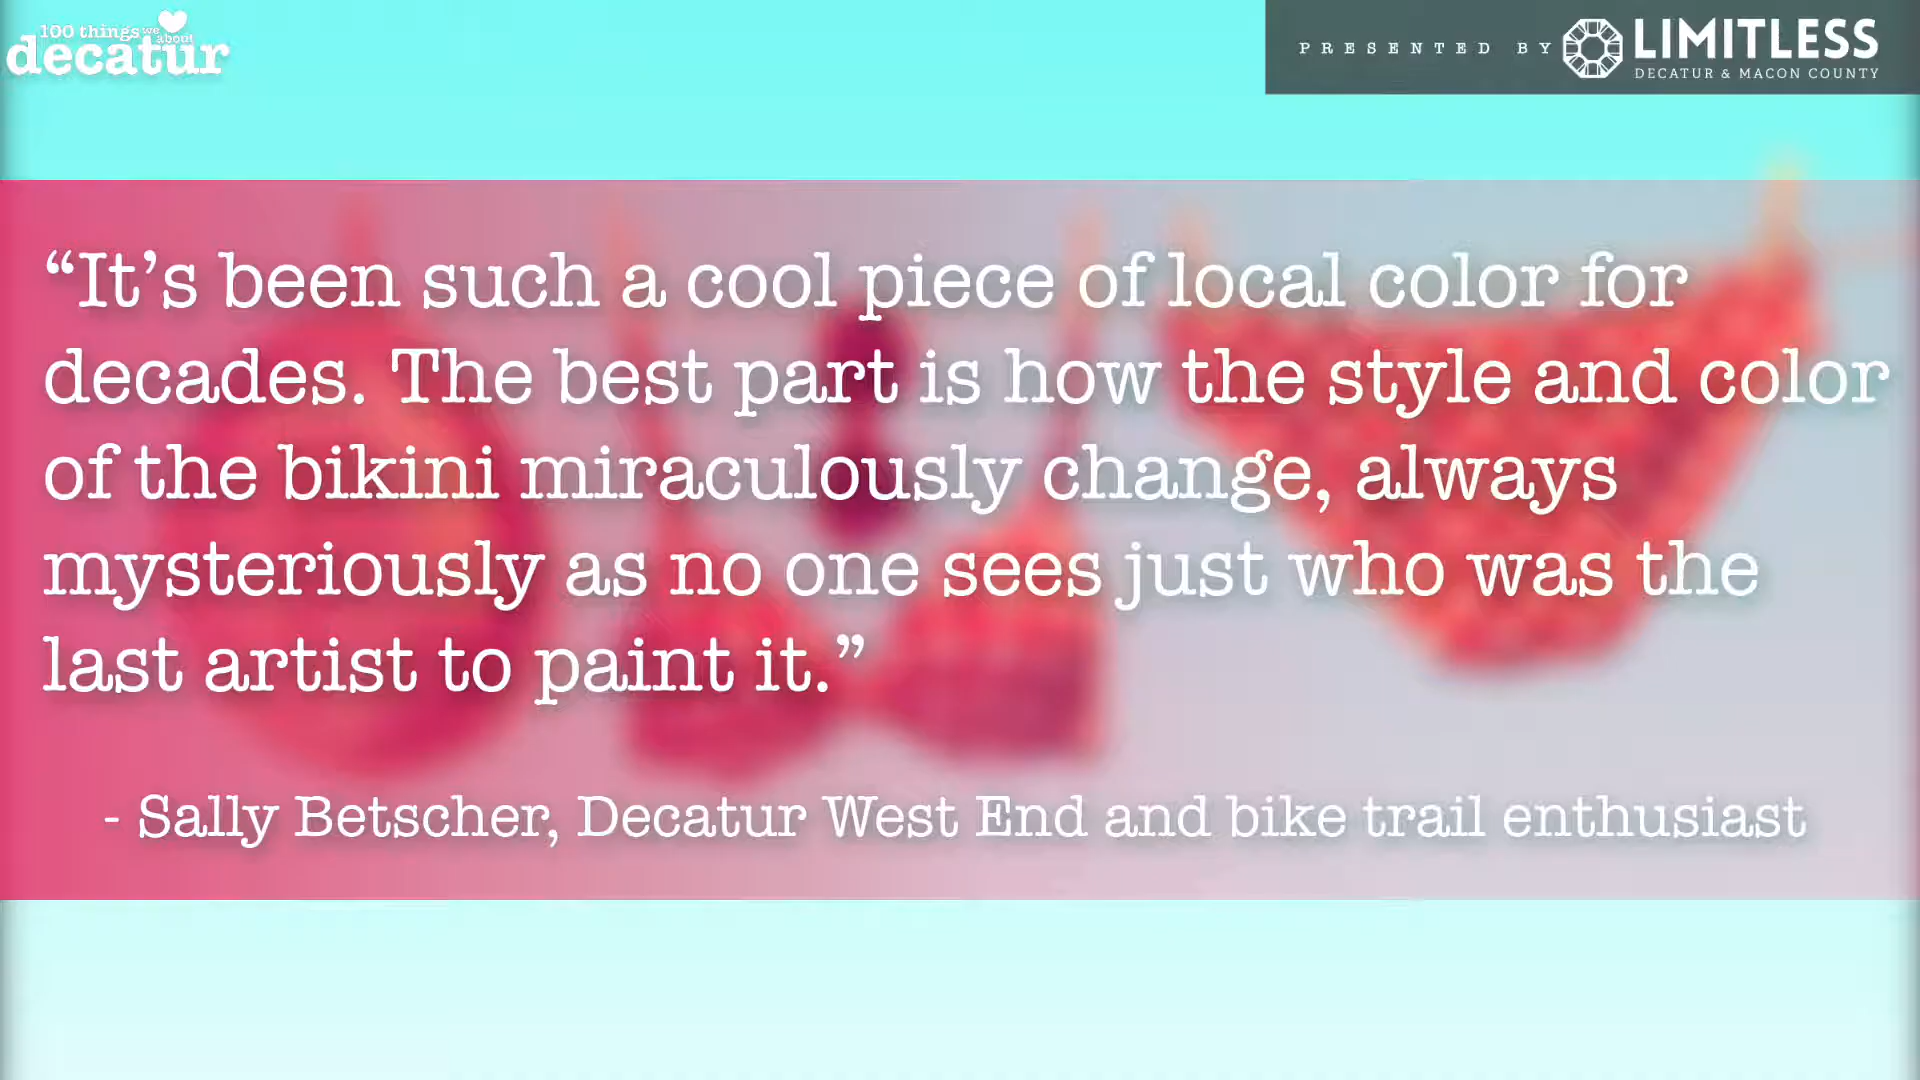 100 things we about
decatur
PRESENTED BY
LIMITLESS
DECATUR & MACON COUNTY
“It’s been such a cool piece of local color for
decades. The best part is how the style and color
of the bikini miraculously change, always
mysteriously as no one sees just who was the
last artist to paint it.”
- Sally Betscher, Decatur West End and bike trail enthusiast